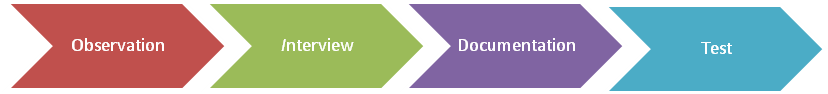 Observation
Interview
Documentation
Test